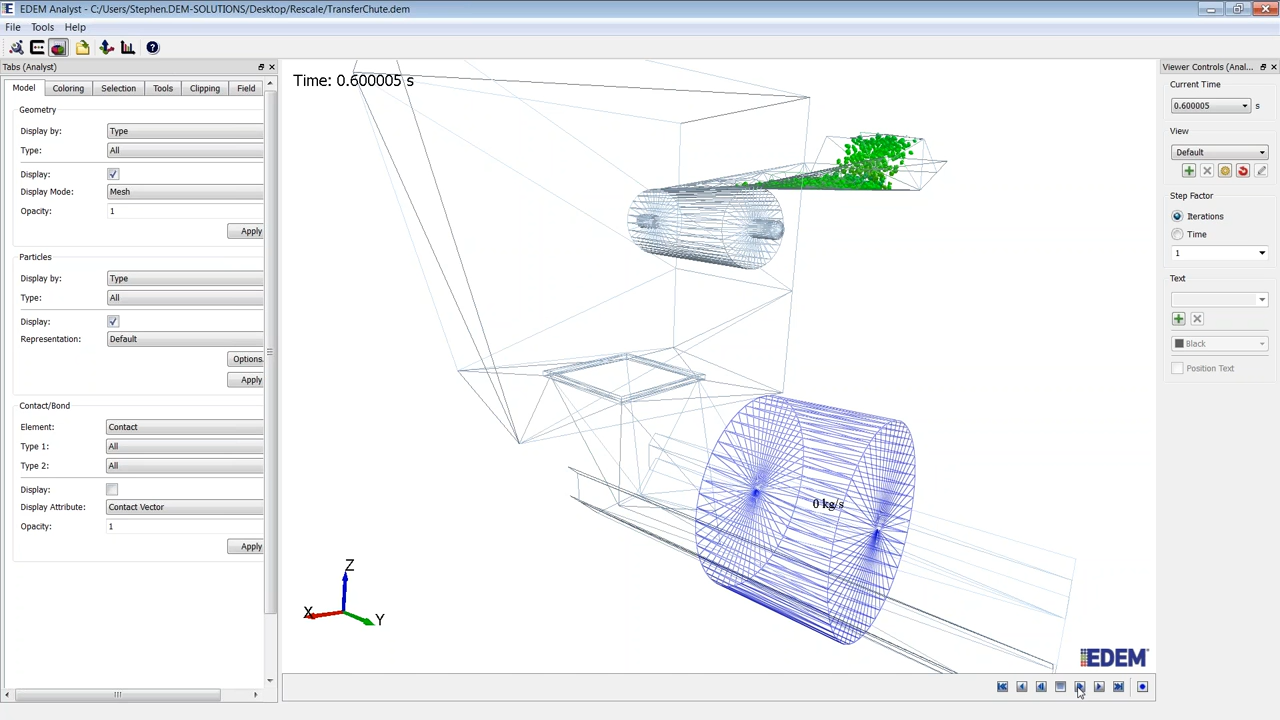 EDEM Analyst - C:/Users/Stephen.DEM-SOLUTIONS/Desktop/Rescale/TransferChute.dem
File Tools Help
Tabs (Analyst)
Model Coloring Selection Tools Clipping Field
Geometry
Display by: Type
Type: All
Display:
Display Mode: Mesh
Opacity: 1
Apply
Particles
Display by: Type
Type: All
Display:
Representation: Default
Options.
Apply
Contact/Bond
Element: Contact
Type 1: All
Type 2: All
Display:
Display Attribute: Contact Vector
Opacity: 1
Apply
Time: 0.600005 s
0 kg/s
Z
X
Y
EDEM
Viewer Controls (Anal...
Current Time
0.600005 s
View
Default
Step Factor
Iterations
Time
1
Text
Black
Position Text